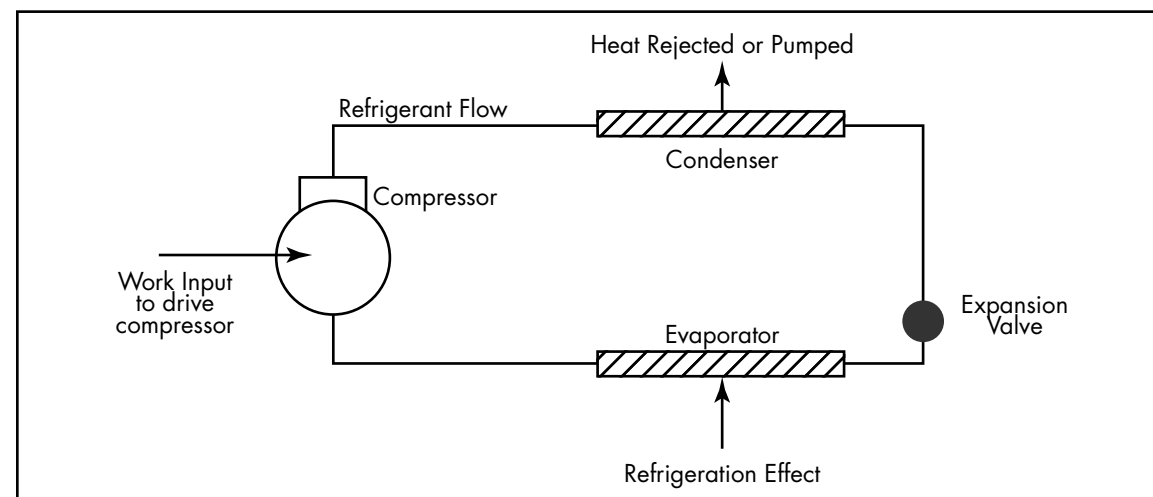 Heat Rejected or Pumped
Refrigerant Flow
Condenser
Compressor
Work Input
to drive
compressor
Expansion
Valve
Evaporator
Refrigeration Effect